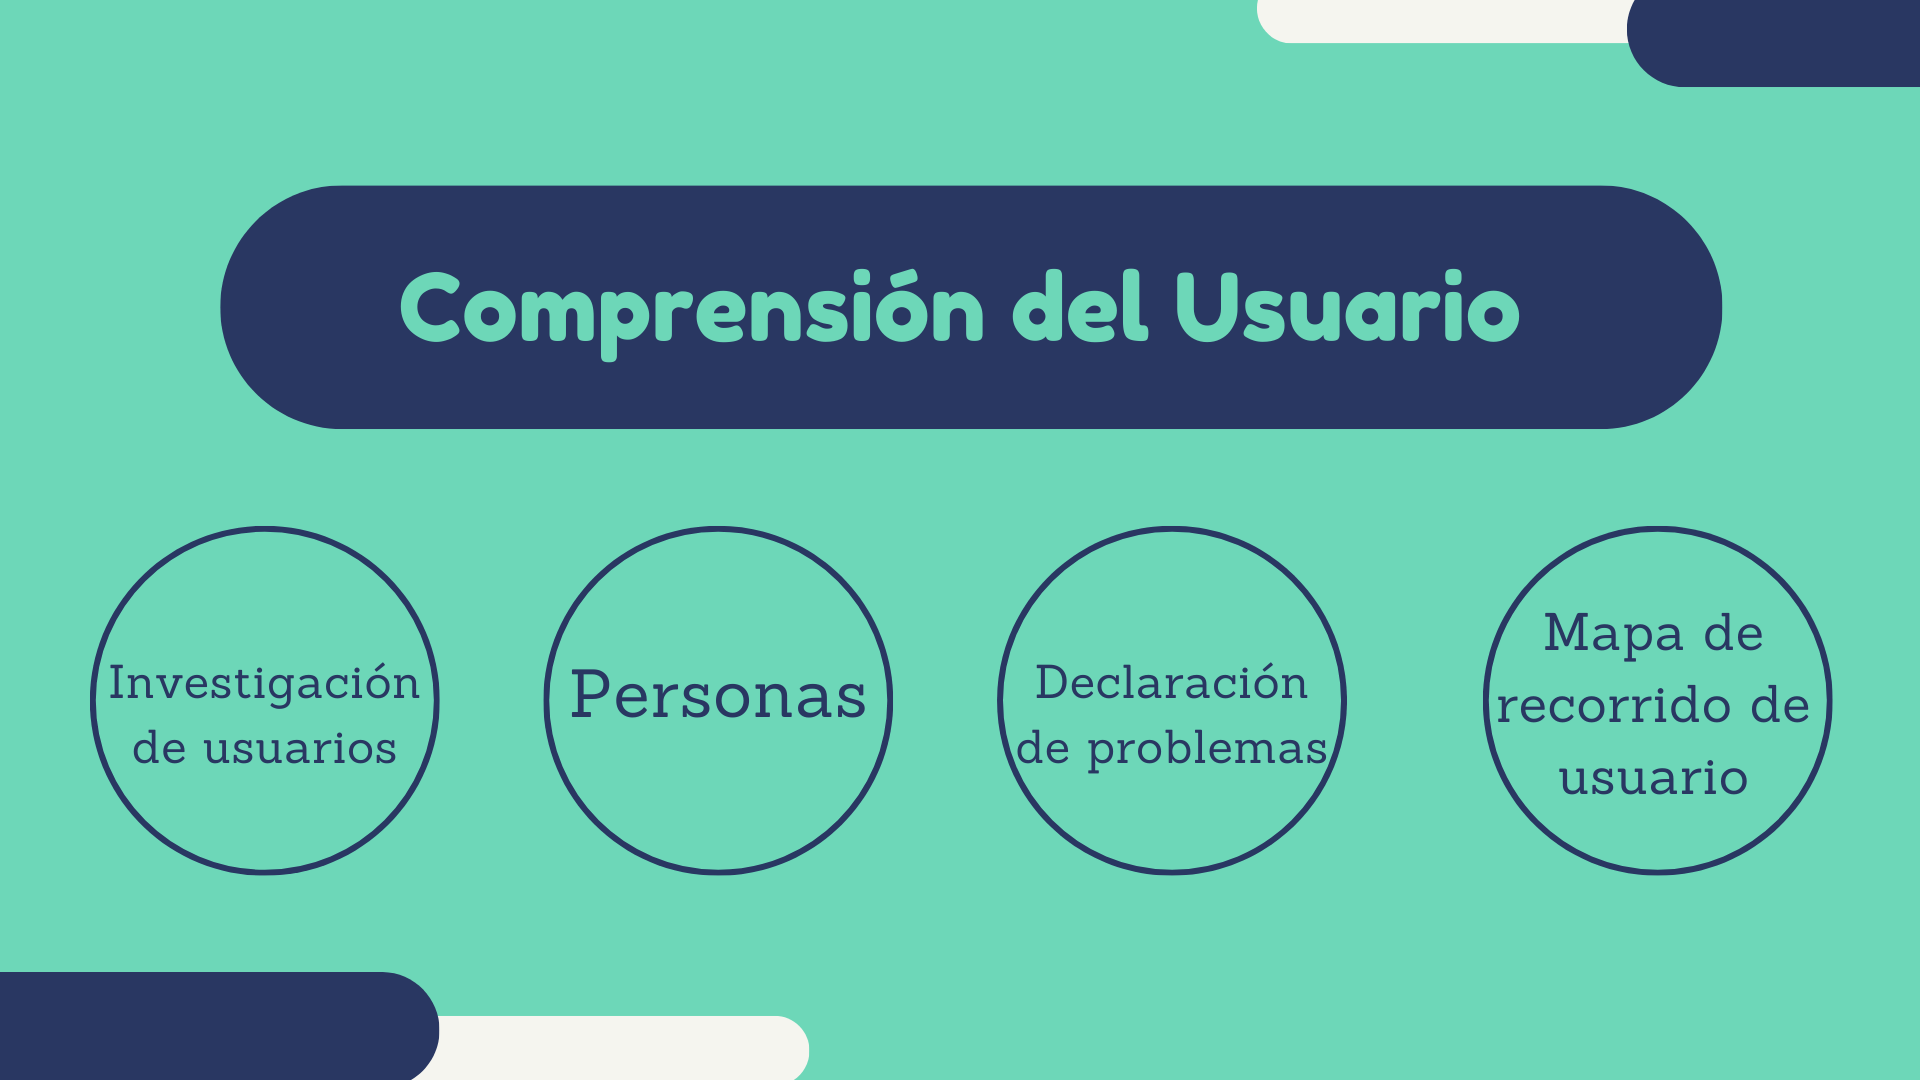 Comprensión del Usuario
Investigación
de usuarios
Personas
Declaración
de problemas
Mapa de
recorrido de
usuario